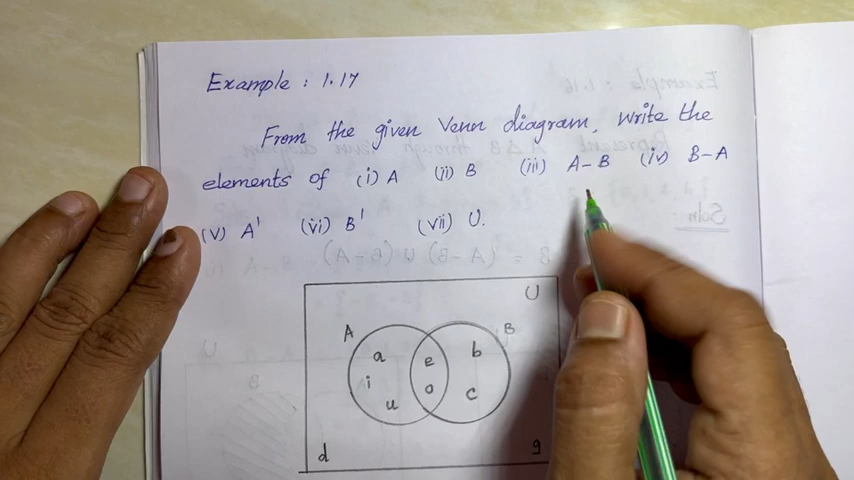 Example : 1.17
From the given Venn diagram, write the
elements of (i) A (ii) B (iii) A-B (iv) B-A
(v) A' (vi) B' (vii) U.
U
A B
a e b
i o c
u
d g